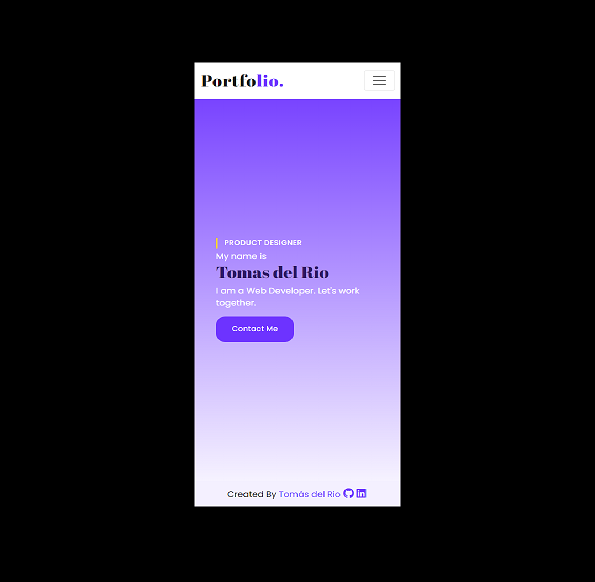 Portfolio.
PRODUCT DESIGNER
My name is
Tomas del Rio
I am a Web Developer. Let's work
together.
Contact Me
Created By Tomás del Rio